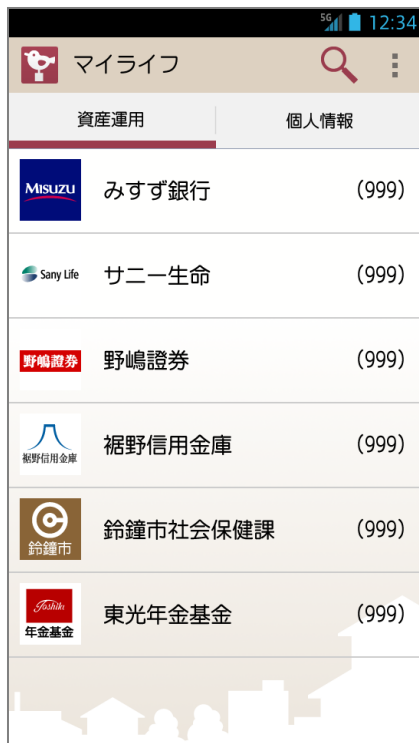 5G 12:34
マイライフ
資産運用 個人情報
MISUZU みすず銀行 (999)
Sany Life サニー生命 (999)
野嶋證券 野嶋證券 (999)
裾野信用金庫 裾野信用金庫 (999)
鈴鐘市 鈴鐘市社会保健課 (999)
Toshiki
年金基金 東光年金基金 (999)